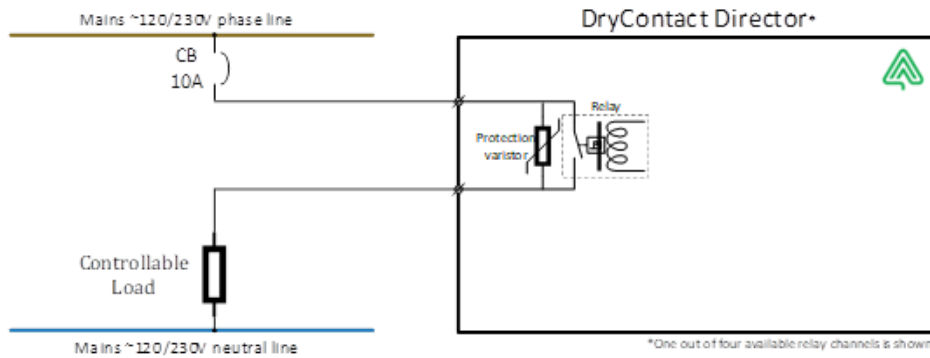 Mains ~120/230V phase line
DryContact Director*
CB
10A
Relay
Protection
varistor
Controllable
Load
Mains ~120/230V neutral line
*One out of four available relay channels is shown